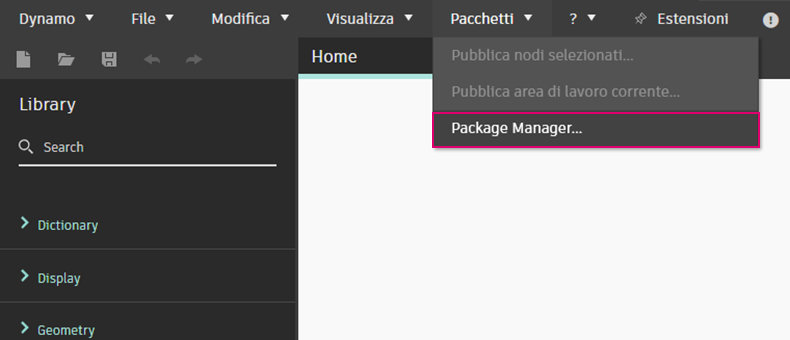 Dynamo File Modifica Visualizza Pacchetti ? Estensioni
Home
Pubblica nodi selezionati...
Pubblica area di lavoro corrente...
Package Manager...
Library
Search
Dictionary
Display
Geometry